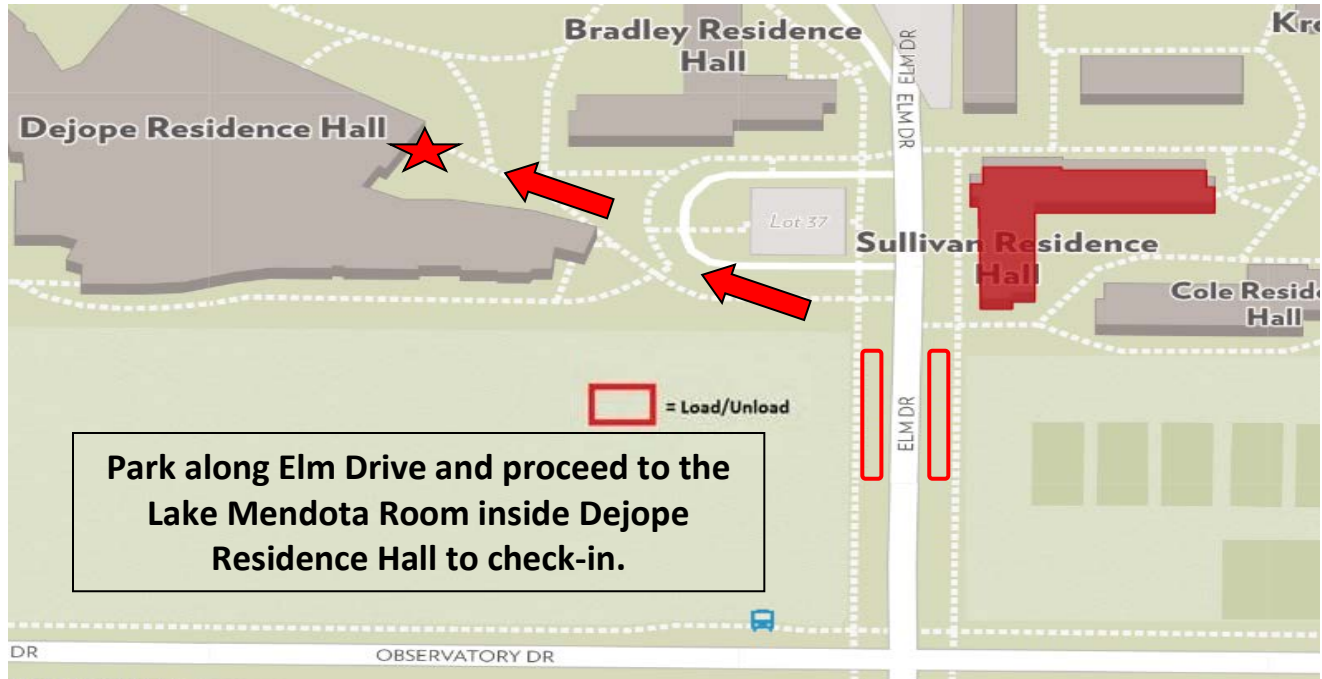 Bradley Residence
Hall
Kro
ELM DR
ELM DR
Dejope Residence Hall
Lot 37
Sullivan Residence
Hall
Cole Reside
Hall
= Load/Unload
ELM DR
Park along Elm Drive and proceed to the
Lake Mendota Room inside Dejope
Residence Hall to check-in.
DR
OBSERVATORY DR